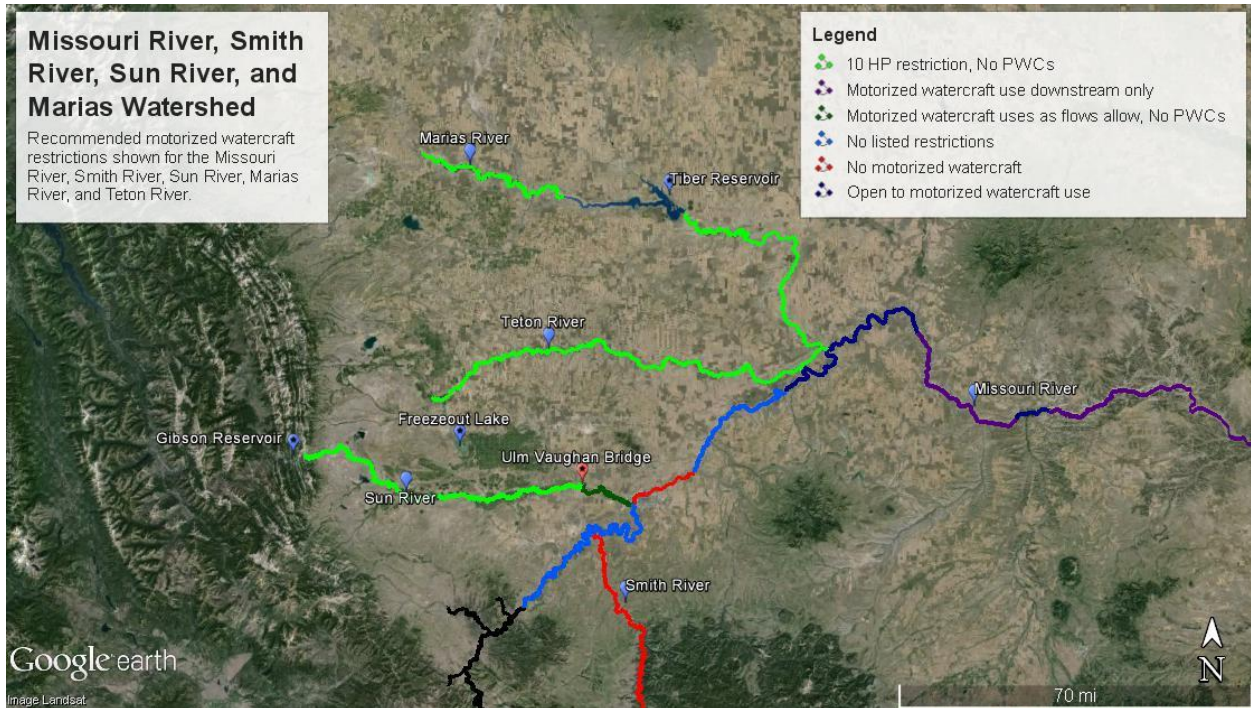 Missouri River, Smith
River, Sun River, and
Marias Watershed
Recommended motorized watercraft
restrictions shown for the Missouri
River, Smith River, Sun River, Marias
River, and Teton River.
Legend
10 HP restriction, No PWCs
Motorized watercraft use downstream only
Motorized watercraft uses as flows allow, No PWCs
No listed restrictions
No motorized watercraft
Open to motorized watercraft use
Marias River
Tiber Reservoir
Teton River
Missouri River
Freezeout Lake
Gibson Reservoir
Ulm Vaughan Bridge
Sun River
Smith River
Google earth
N
Image Landsat
70 mi